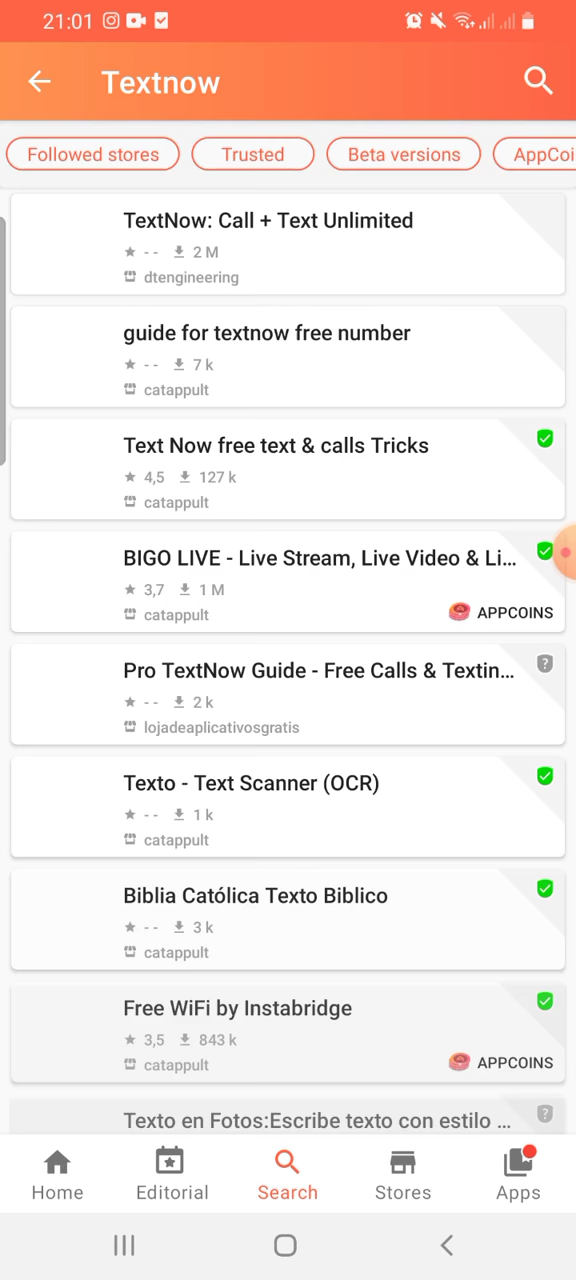 21:01
Textnow
Followed stores
Trusted
Beta versions
AppCoi
TextNow: Call + Text Unlimited
-- 2 M
dtengineering
guide for textnow free number
-- 7 k
catappult
Text Now free text & calls Tricks
4,5 127 k
catappult
BIGO LIVE - Live Stream, Live Video & Li...
3,7 1 M
catappult
APPCOINS
Pro TextNow Guide - Free Calls & Textin...
-- 2 k
lojadeaplicativosgratis
Texto - Text Scanner (OCR)
-- 1 k
catappult
Biblia Católica Texto Biblico
-- 3 k
catappult
Free WiFi by Instabridge
3,5 843 k
catappult
APPCOINS
Texto en Fotos:Escribe texto con estilo ...
Home
Editorial
Search
Stores
Apps